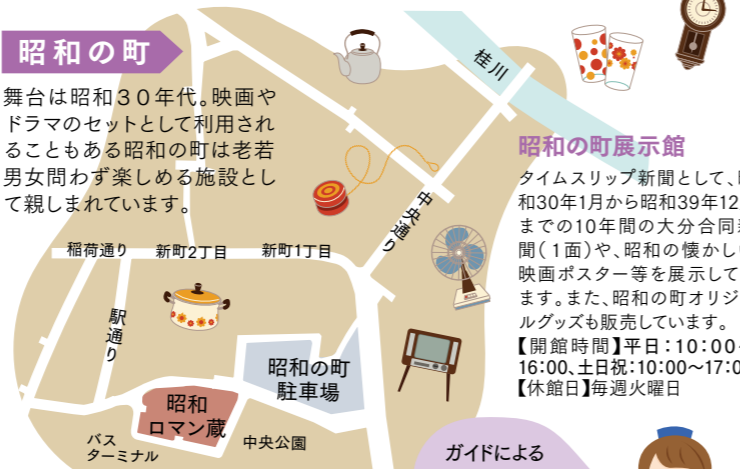 昭和の町
舞台は昭和３０年代。映画や
ドラマのセットとして利用され
ることもある昭和の町は老若
男女問わず楽しめる施設とし
て親しまれています。
桂川
中央通り
稲荷通り
新町2丁目
新町1丁目
駅通り
昭和の町
駐車場
昭和
ロマン蔵
バス
ターミナル
中央公園
昭和の町展示館
タイムスリップ新聞として、
和30年1月から昭和39年12
までの10年間の大分合同
聞（1面）や、昭和の懐かし
映画ポスター等を展示して
ます。また、昭和の町オリジ
ルグッズも販売しています。
【開館時間】平日：10：00
16：00、土日祝：10：00～17：0
【休館日】毎週火曜日
ガイドによる